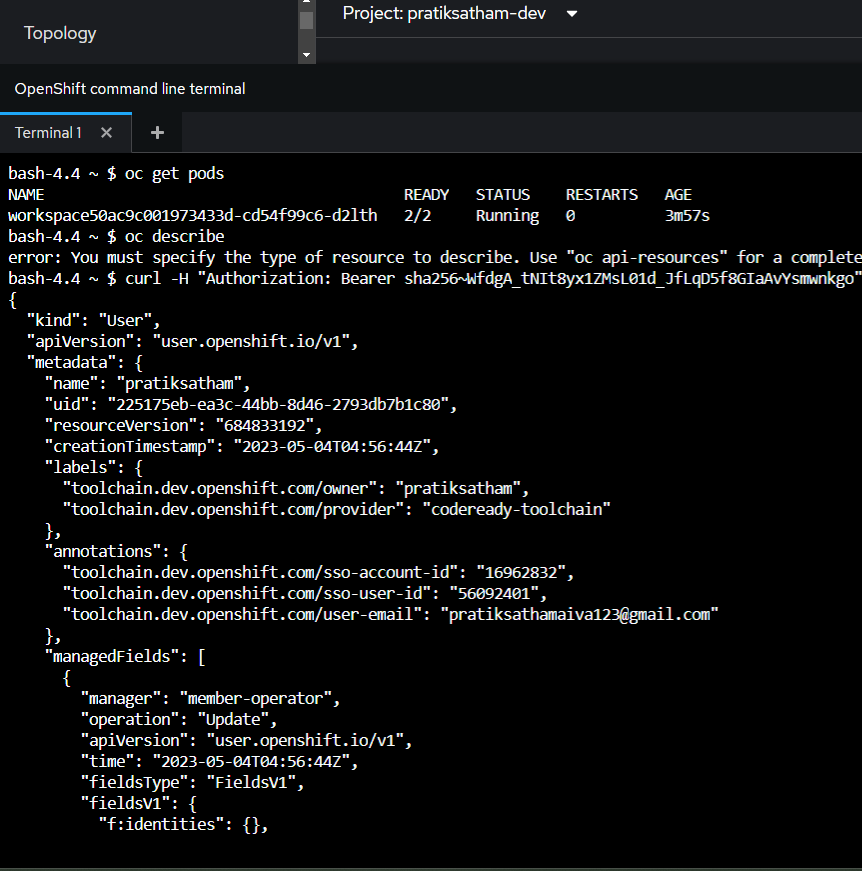 Topology
Project: pratiksatham-dev
OpenShift command line terminal
Terminal 1
bash-4.4 ~ $ oc get pods
NAME READY STATUS RESTARTS AGE
workspace50ac9c001973433d-cd54f99c6-d2lth 2/2 Running 0 3m57s
bash-4.4 ~ $ oc describe
error: You must specify the type of resource to describe. Use "oc api-resources" for a complete
bash-4.4 ~ $ curl -H "Authorization: Bearer sha256~WfdgA_tNIt8yx1ZMsL01d_JfLqD5f8GIaAvYsmwnkgo"
{
"kind": "User",
"apiVersion": "user.openshift.io/v1",
"metadata": {
"name": "pratiksatham",
"uid": "225175eb-ea3c-44bb-8d46-2793db7b1c80",
"resourceVersion": "684833192",
"creationTimestamp": "2023-05-04T04:56:44Z",
"labels": {
"toolchain.dev.openshift.com/owner": "pratiksatham",
"toolchain.dev.openshift.com/provider": "codeready-toolchain"
},
"annotations": {
"toolchain.dev.openshift.com/sso-account-id": "16962832",
"toolchain.dev.openshift.com/sso-user-id": "56092401",
"toolchain.dev.openshift.com/user-email": "pratiksathamaiva123@gmail.com"
},
"managedFields": [
{
"manager": "member-operator",
"operation": "Update",
"apiVersion": "user.openshift.io/v1",
"time": "2023-05-04T04:56:44Z",
"fieldsType": "FieldsV1",
"fieldsV1": {
"f:identities": {},